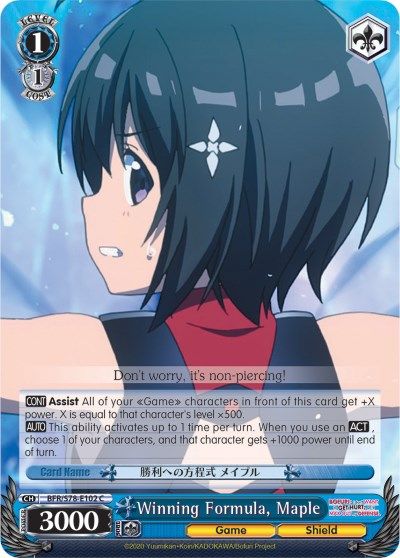 LEVEL
1
1
COST
Don't worry, it's non-piercing!
CONT Assist All of your «Game» characters in front of this card get +X
power. X is equal to that character's level ×500.
AUTO This ability activates up to 1 time per turn. When you use an ACT,
choose 1 of your characters, and that character gets +1000 power until end
of turn.
Card Name 勝利への方程式 メイプル
CH BFR/S78-E102 C
POWER 3000
Winning Formula, Maple
Game Shield
©2020 Yuumikan・Koin/KADOKAWA/Bofuri Project